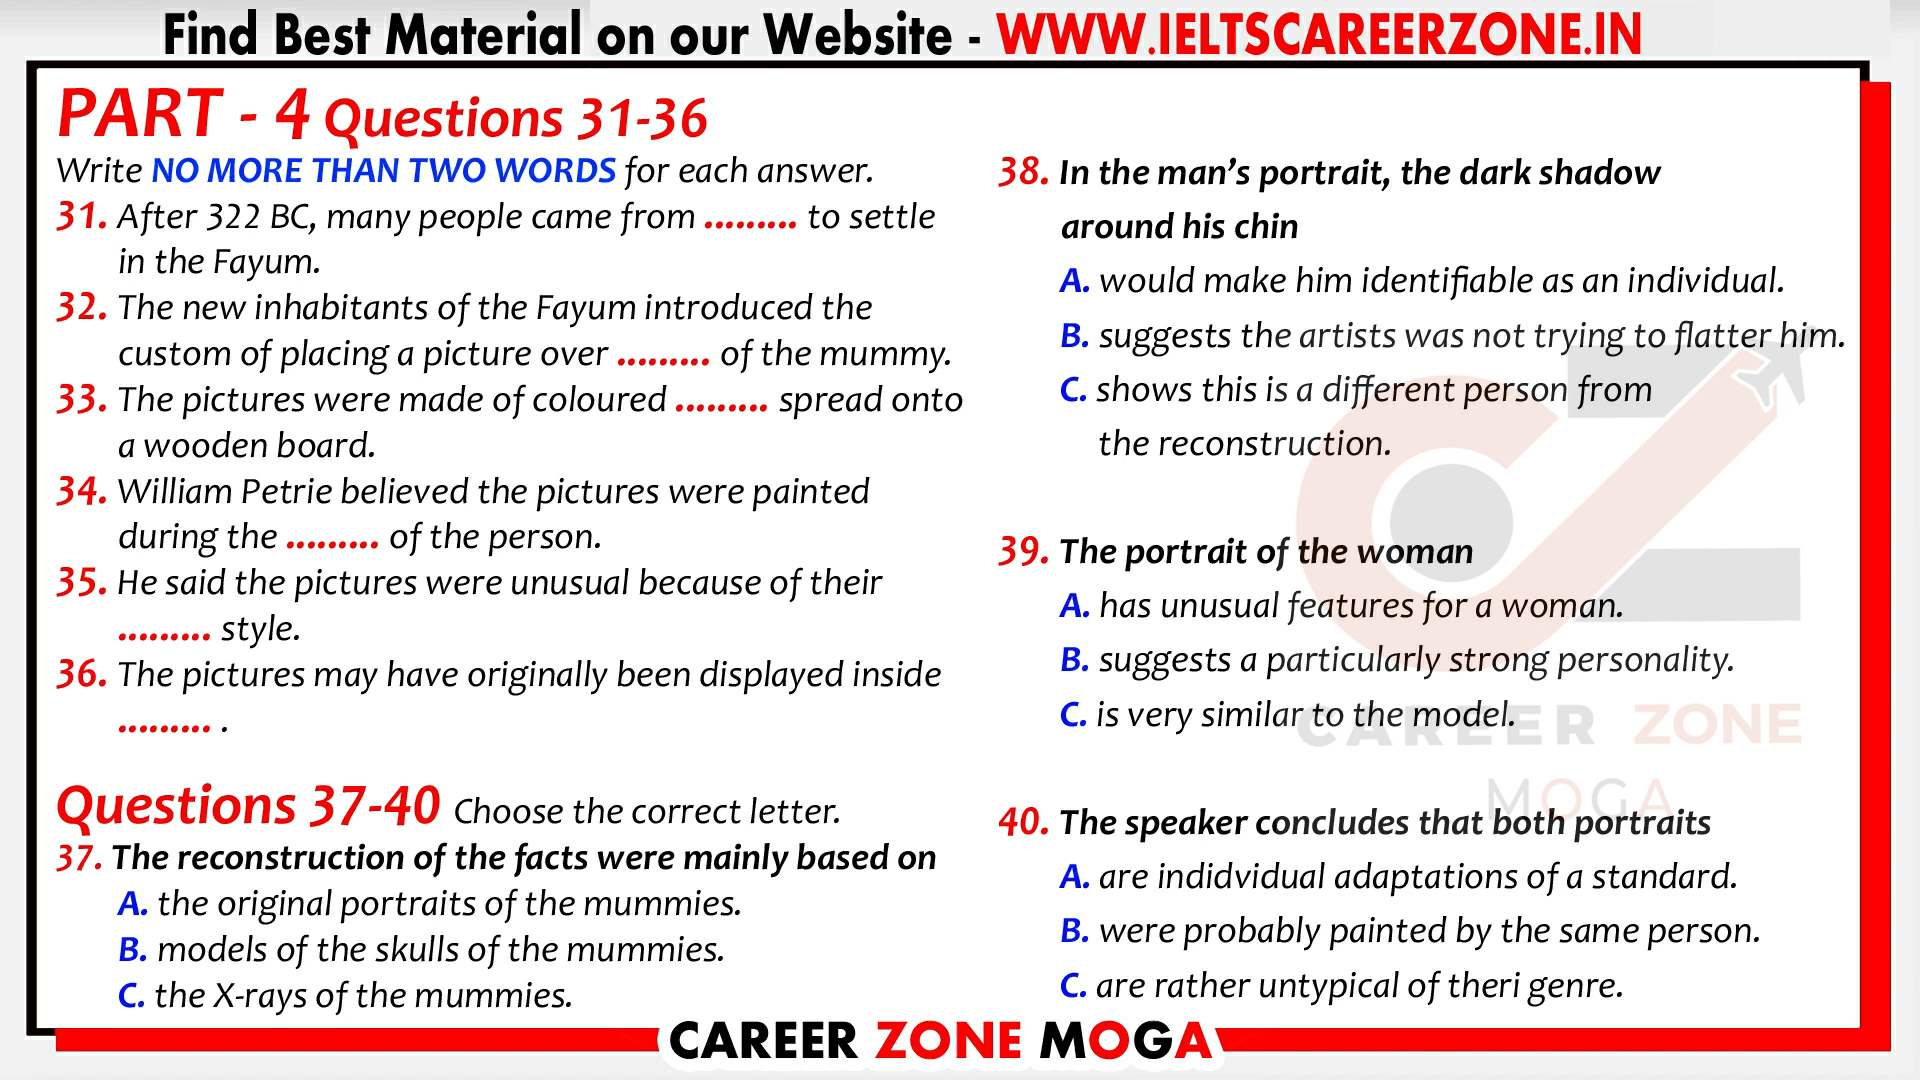 Find Best Material on our Website - WWW.IELTSCAREERZONE.IN
PART - 4 Questions 31-36
Write NO MORE THAN TWO WORDS for each answer.
31. After 322 BC, many people came from ......... to settle
in the Fayum.
32. The new inhabitants of the Fayum introduced the
custom of placing a picture over ......... of the mummy.
33. The pictures were made of coloured ......... spread onto
a wooden board.
34. William Petrie believed the pictures were painted
during the ......... of the person.
35. He said the pictures were unusual because of their
......... style.
36. The pictures may have originally been displayed inside
......... .
Questions 37-40 Choose the correct letter.
37. The reconstruction of the facts were mainly based on
A. the original portraits of the mummies.
B. models of the skulls of the mummies.
C. the X-rays of the mummies.
38. In the man's portrait, the dark shadow
around his chin
A. would make him identifiable as an individual.
B. suggests the artists was not trying to flatter him.
C. shows this is a different person from
the reconstruction.
39. The portrait of the woman
A. has unusual features for a woman.
B. suggests a particularly strong personality.
C. is very similar to the model.
40. The speaker concludes that both portraits
A. are indidvidual adaptations of a standard.
B. were probably painted by the same person.
C. are rather untypical of theri genre.
CAREER ZONE
MOGA
CAREER ZONE MOGA